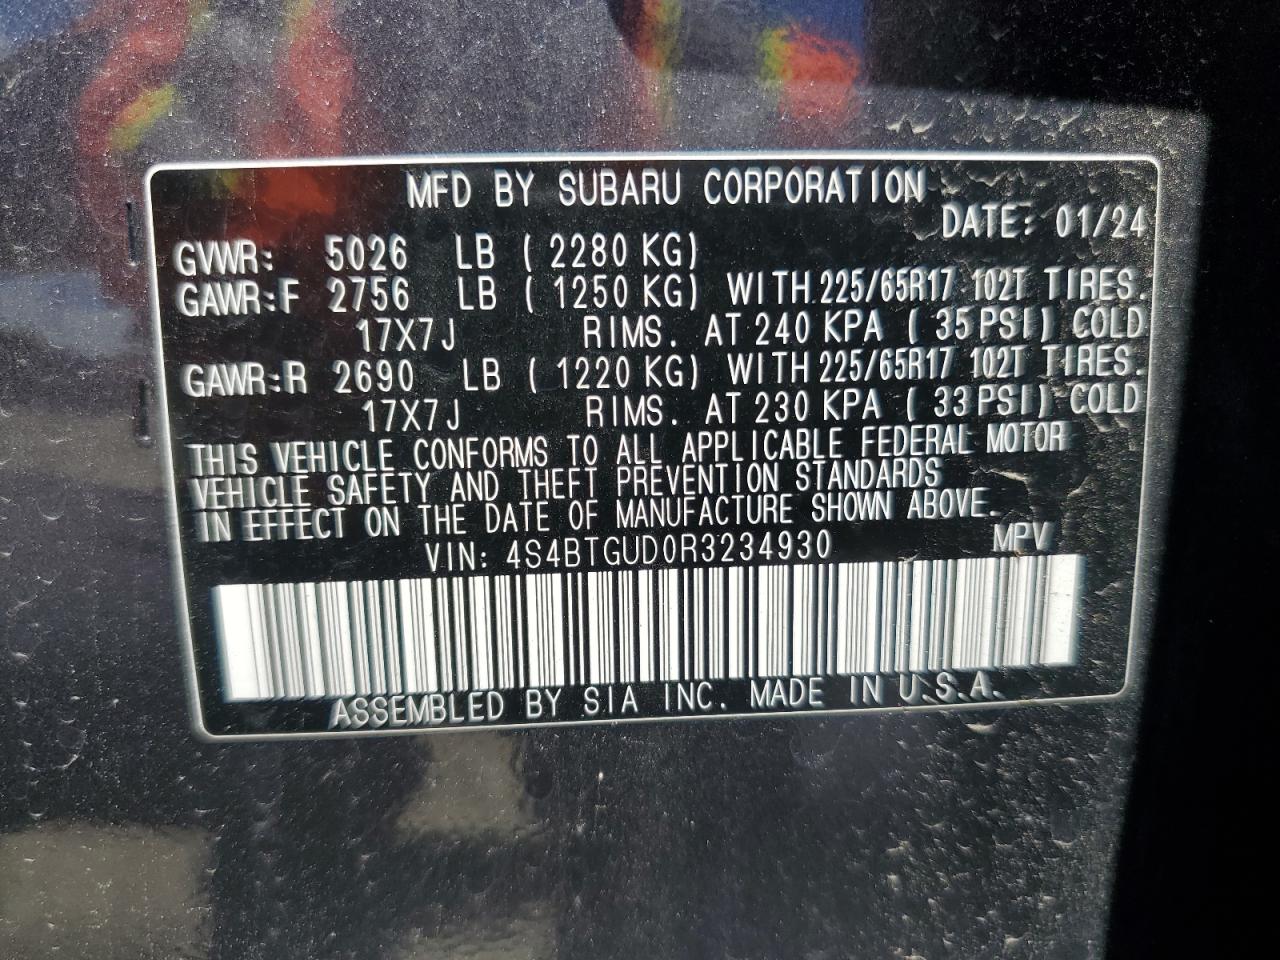 MFD BY SUBARU CORPORATION
DATE: 01/24
GVWR: 5026 LB ( 2280 KG)
GAWR:F 2756 LB ( 1250 KG) WITH 225/65R17 102T TIRES.
17X7J RIMS. AT 240 KPA ( 35 PSI) COLD
GAWR:R 2690 LB ( 1220 KG) WITH 225/65R17 102T TIRES.
17X7J RIMS. AT 230 KPA ( 33 PSI) COLD
THIS VEHICLE CONFORMS TO ALL APPLICABLE FEDERAL MOTOR
VEHICLE SAFETY AND THEFT PREVENTION STANDARDS
IN EFFECT ON THE DATE OF MANUFACTURE SHOWN ABOVE.
VIN: 4S4BTGUD0R3234930 MPV
ASSEMBLED BY SIA INC. MADE IN U.S.A.